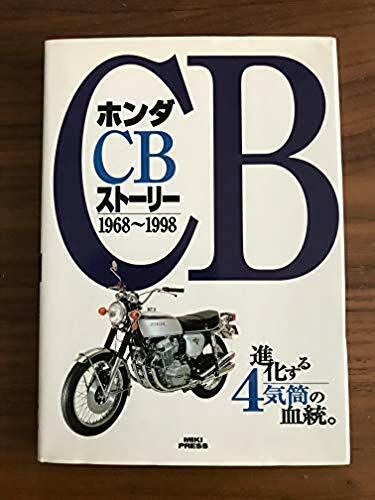 CB
ホンダ
CB
ストーリー
1968〜1998
HONDA
進化する
4気筒の
血統。
MIKI
PRESS